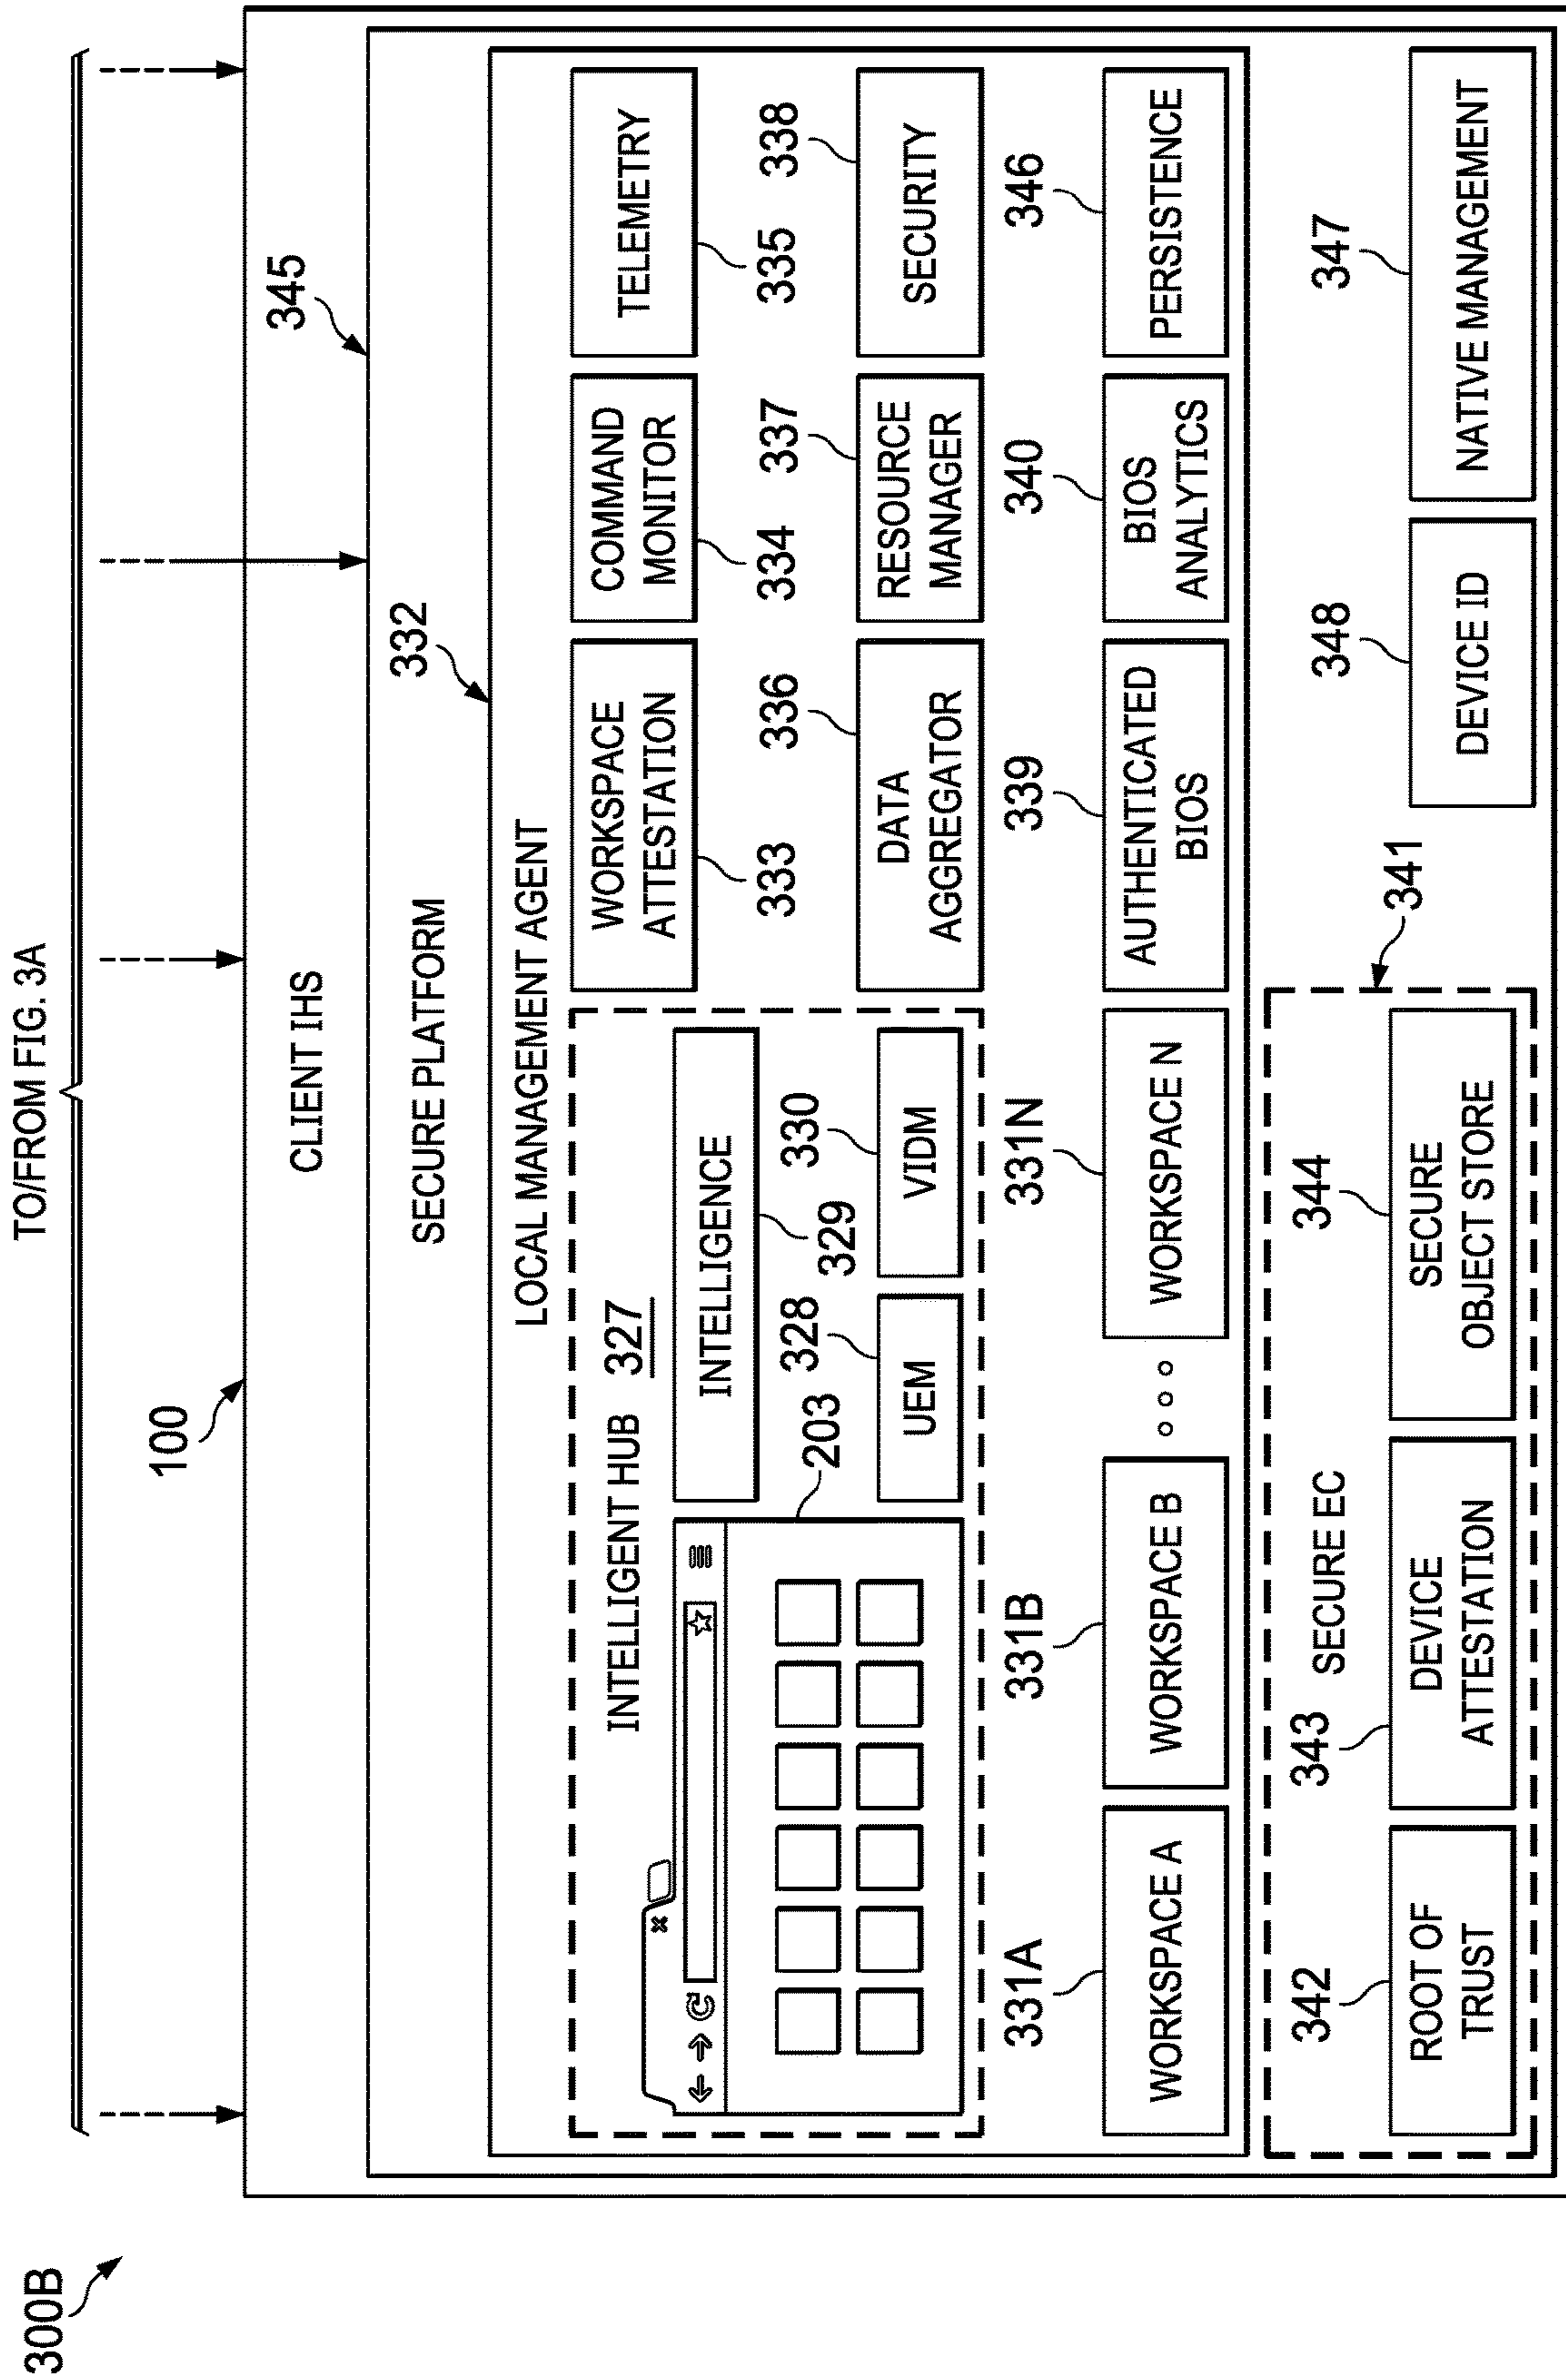 300B
TO/FROM FIG. 3A
100
CLIENT IHS
345
SECURE PLATFORM
332
LOCAL MANAGEMENT AGENT
INTELLIGENT HUB 327
INTELLIGENCE
329
203
UEM
328
VIDM
330
WORKSPACE
ATTESTATION
333
COMMAND
MONITOR
334
TELEMETRY
335
336
DATA
AGGREGATOR
337
RESOURCE
MANAGER
338
SECURITY
331A
WORKSPACE A
331B
WORKSPACE B
331N
WORKSPACE N
339
AUTHENTICATED
BIOS
340
BIOS
ANALYTICS
346
PERSISTENCE
341
SECURE EC
342
ROOT OF
TRUST
343
DEVICE
ATTESTATION
344
SECURE
OBJECT STORE
348
DEVICE ID
347
NATIVE MANAGEMENT